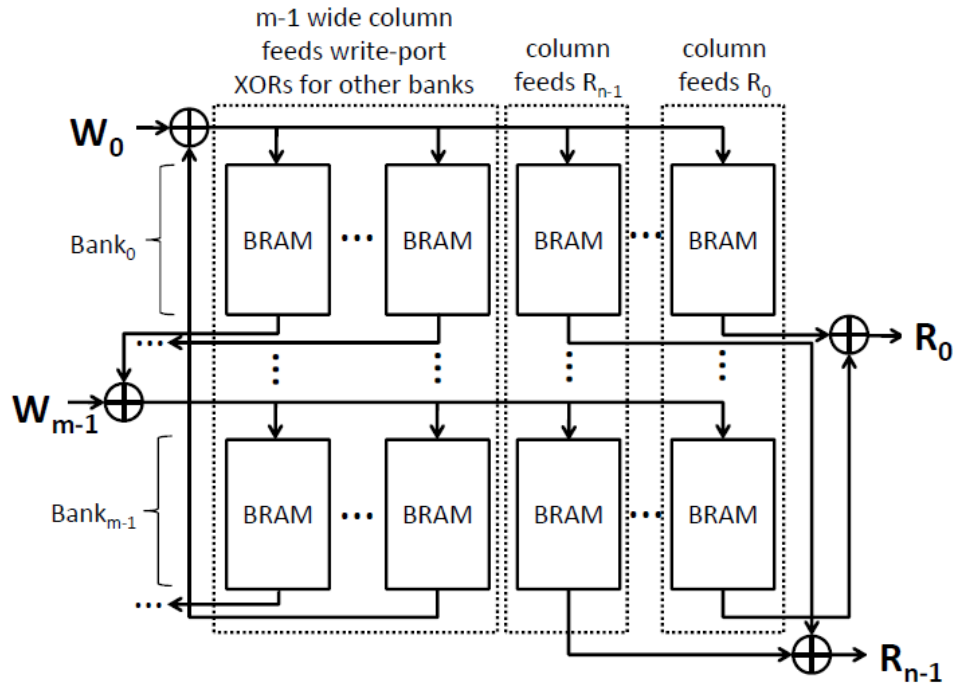 m-1 wide column
feeds write-port
XORs for other banks
column
feeds Rₙ₋₁
column
feeds R₀
W₀
Bank₀
BRAM
...
BRAM
BRAM
...
BRAM
...
R₀
Wₘ₋₁
Bankₘ₋₁
BRAM
...
BRAM
BRAM
...
BRAM
...
Rₙ₋₁